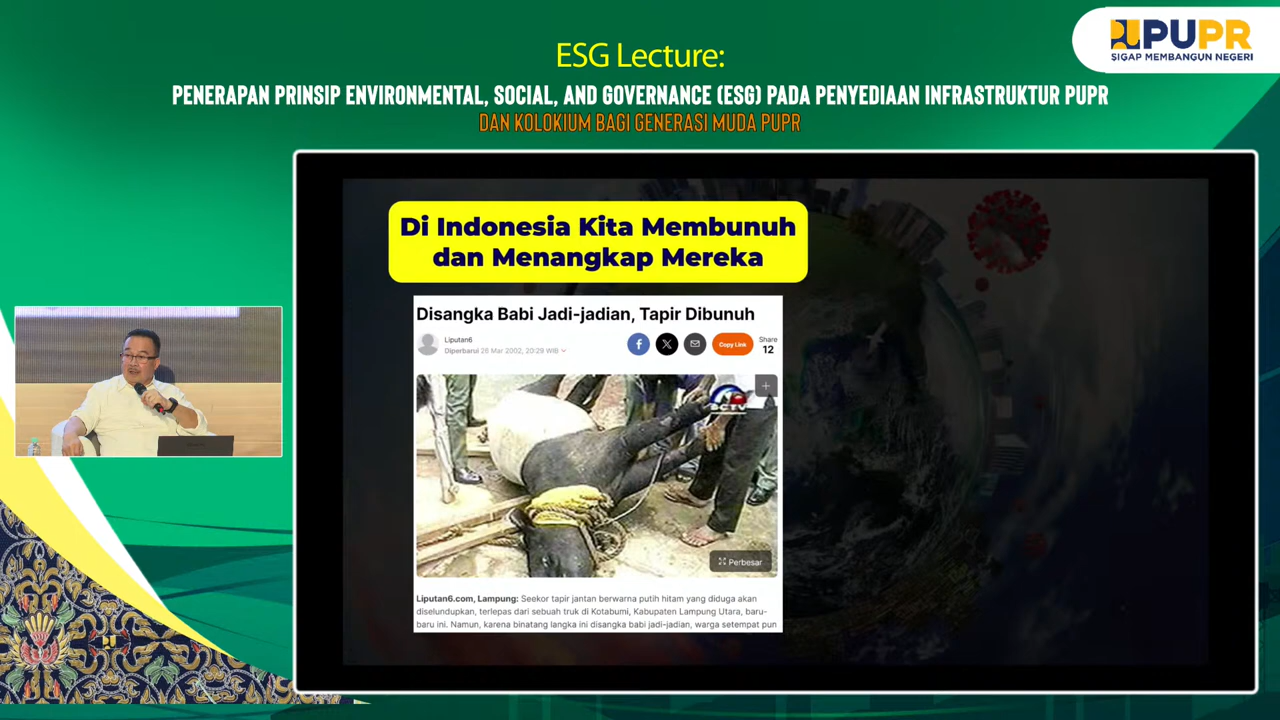 ESG Lecture:
PENERAPAN PRINSIP ENVIRONMENTAL, SOCIAL, AND GOVERNANCE (ESG) PADA PENYEDIAAN INFRASTRUKTUR PUPR
DAN KOLOKIUM BAGI GENERASI MUDA PUPR
PUPR
SIGAP MEMBANGUN NEGERI
Di Indonesia Kita Membunuh
dan Menangkap Mereka
Disangka Babi Jadi-jadian, Tapir Dibunuh
Liputan6
Diperbarui 26 Mar 2002, 20:29 WIB
Copy Link
Share
12
SCTV
Perbesar
Liputan6.com, Lampung: Seekor tapir jantan berwarna putih hitam yang diduga akan
diselundupkan, terlepas dari sebuah truk di Kotabumi, Kabupaten Lampung Utara, baru-
baru ini. Namun, karena binatang langka ini disangka babi jadi-jadian, warga setempat pun